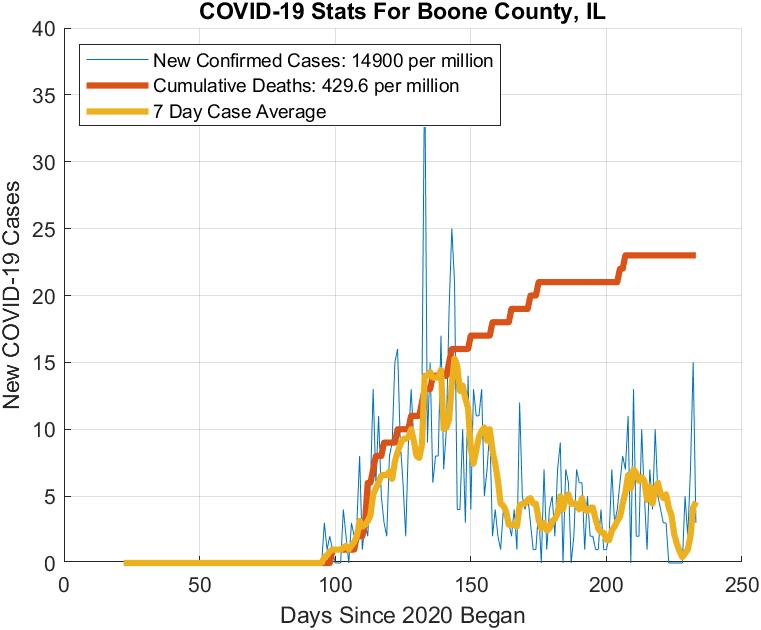 COVID-19 Stats For Boone County, IL
New Confirmed Cases: 14900 per million
Cumulative Deaths: 429.6 per million
7 Day Case Average
New COVID-19 Cases
40
35
30
25
20
15
10
5
0
0 50 100 150 200 250
Days Since 2020 Began